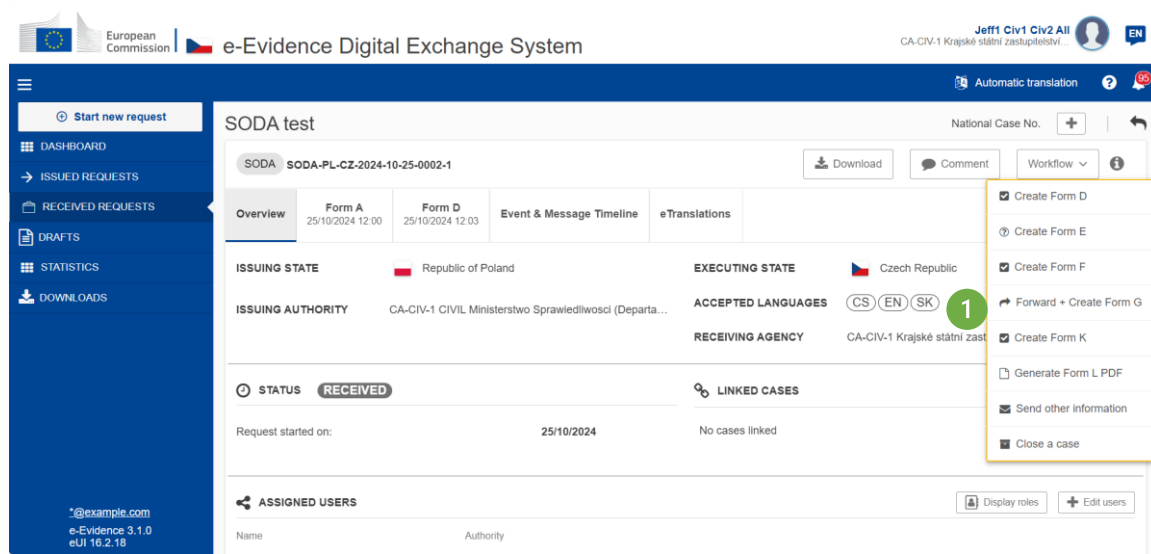 European
Commission
e-Evidence Digital Exchange System
Jeff1 Civ1 Civ2 All
CA-CIV-1 Krajské státní zastupitelství...
EN
Automatic translation
?
95
Start new request
DASHBOARD
ISSUED REQUESTS
RECEIVED REQUESTS
DRAFTS
STATISTICS
DOWNLOADS
*@example.com
e-Evidence 3.1.0
eUI 16.2.18
SODA test
National Case No.
SODA SODA-PL-CZ-2024-10-25-0002-1
Download
Comment
Workflow
Overview
Form A
25/10/2024 12:00
Form D
25/10/2024 12:03
Event & Message Timeline
eTranslations
Create Form D
Create Form E
Create Form F
Forward + Create Form G
Create Form K
Generate Form L PDF
Send other information
Close a case
1
ISSUING STATE Republic of Poland
EXECUTING STATE Czech Republic
ISSUING AUTHORITY CA-CIV-1 CIVIL Ministerstwo Sprawiedliwosci (Departa...
ACCEPTED LANGUAGES CS EN SK
RECEIVING AGENCY CA-CIV-1 Krajské státní zast
STATUS RECEIVED
LINKED CASES
Request started on: 25/10/2024
No cases linked
ASSIGNED USERS
Display roles
Edit users
Name Authority